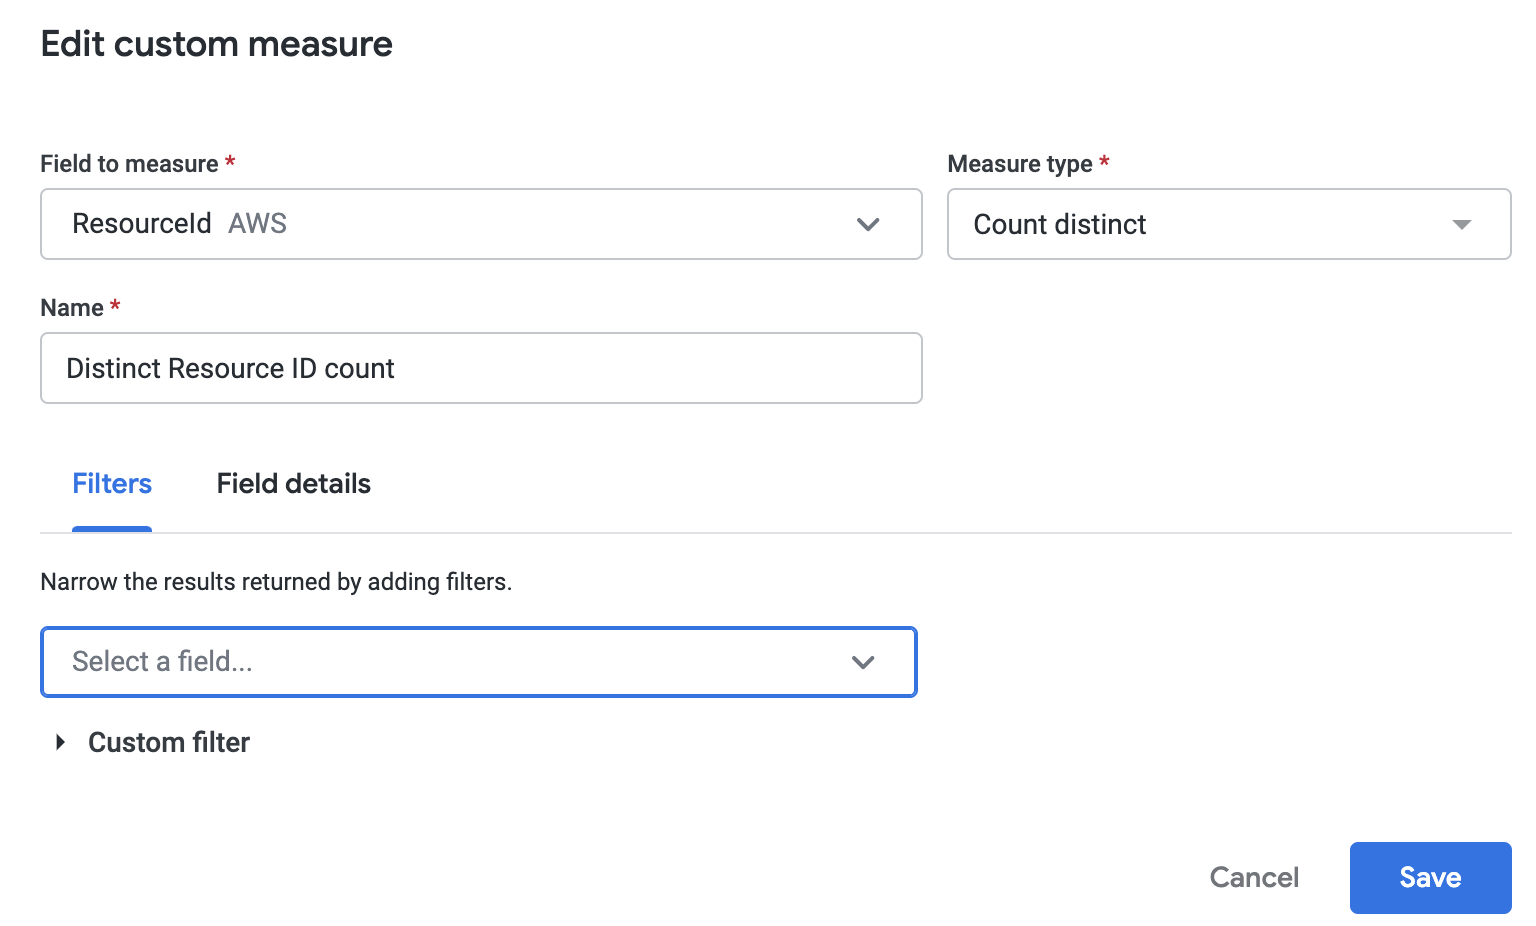 Edit custom measure
Field to measure *
Measure type *
ResourceId AWS
Count distinct
Name *
Distinct Resource ID count
Filters
Field details
Narrow the results returned by adding filters.
Select a field...
Custom filter
Cancel
Save